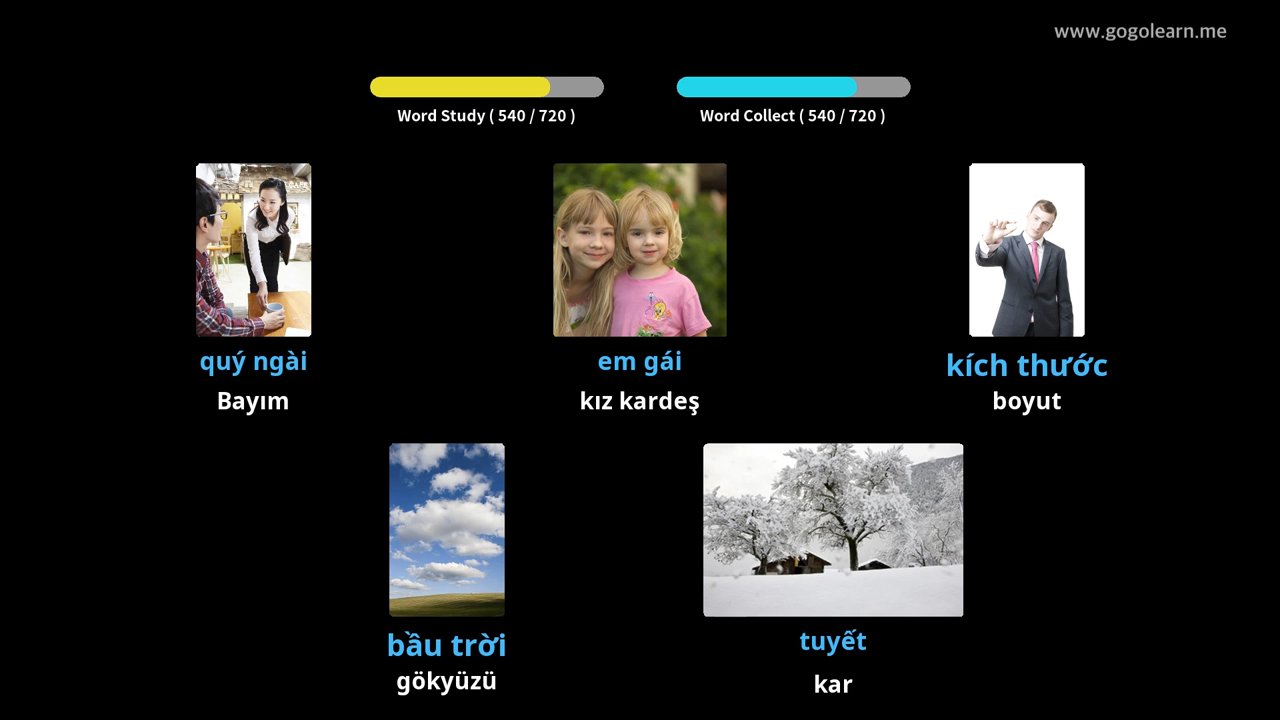 www.gogolearn.me
Word Study ( 540 / 720 )
Word Collect ( 540 / 720 )
quý ngài
Bayım
em gái
kız kardeş
kích thước
boyut
bầu trời
gökyüzü
tuyết
kar